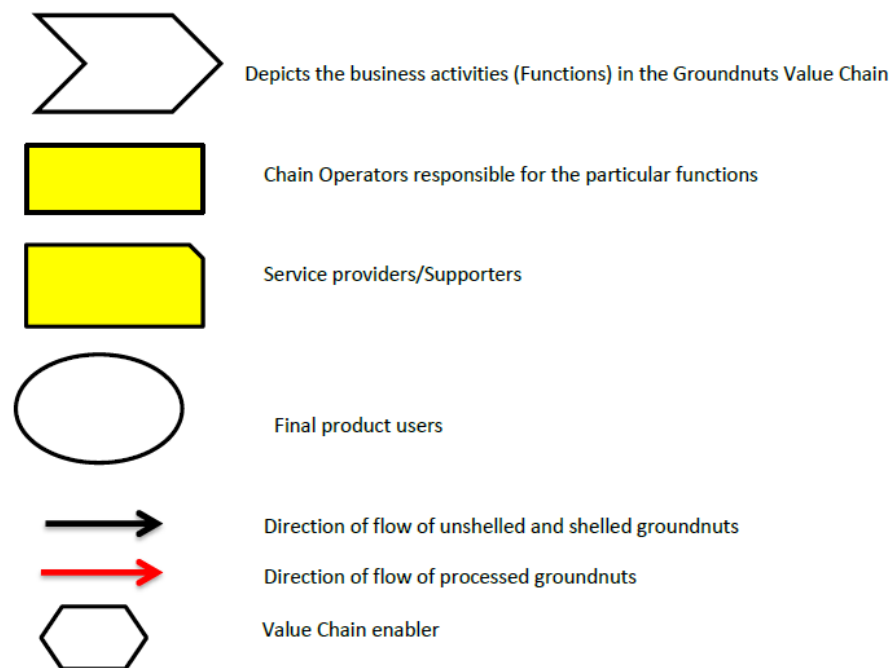 Depicts the business activities (Functions) in the Groundnuts Value Chain
Chain Operators responsible for the particular functions
Service providers/Supporters
Final product users
Direction of flow of unshelled and shelled groundnuts
Direction of flow of processed groundnuts
Value Chain enabler